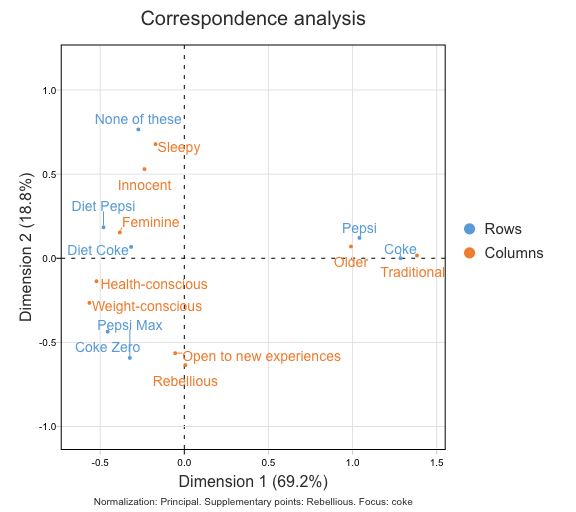 Correspondence analysis
1.0
0.5
0.0
-0.5
-1.0
Dimension 2 (18.8%)
None of these
Sleepy
Innocent
Diet Pepsi
Feminine
Diet Coke
Pepsi
Coke
Older
Traditional
Health-conscious
Weight-conscious
Pepsi Max
Coke Zero
Open to new experiences
Rebellious
Rows
Columns
-0.5 0.0 0.5 1.0 1.5
Dimension 1 (69.2%)
Normalization: Principal. Supplementary points: Rebellious. Focus: coke